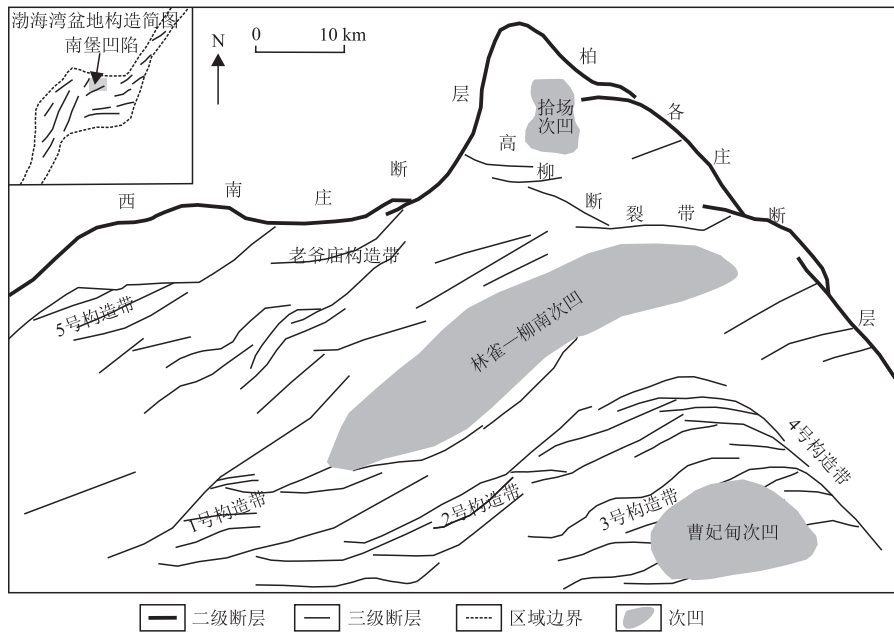 渤海湾盆地构造简图
南堡凹陷
N
0 10 km
拾场
次凹
柏各庄断层
西南庄断层
高柳断裂带
老爷庙构造带
5号构造带
林雀—柳南次凹
4号构造带
1号构造带
2号构造带
3号构造带
曹妃甸次凹
二级断层 三级断层 区域边界 次凹